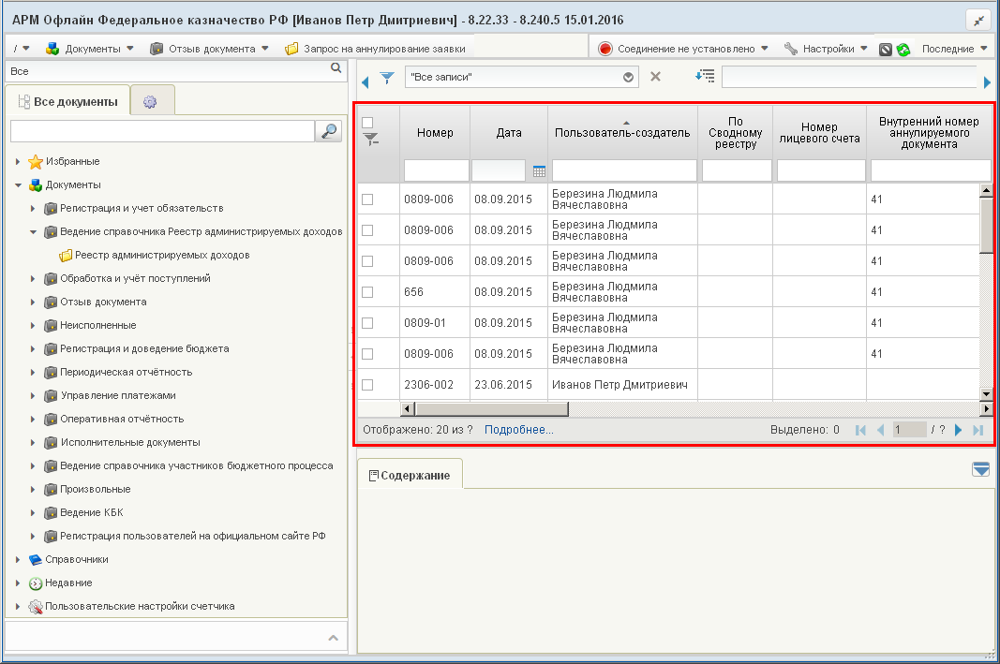 АРМ Офлайн Федеральное казначество РФ [Иванов Петр Дмитриевич] - 8.22.33 - 8.240.5 15.01.2016
/ Документы Отзыв документа Запрос на аннулирование заявки Соединение не установлено Настройки Последние
Все
"Все записи"
Все документы
Избранные
Документы
Регистрация и учет обязательств
Ведение справочника Реестр администрируемых доходов
Реестр администрируемых доходов
Обработка и учёт поступлений
Отзыв документа
Неисполненные
Регистрация и доведение бюджета
Периодическая отчётность
Управление платежами
Оперативная отчётность
Исполнительные документы
Ведение справочника участников бюджетного процесса
Произвольные
Ведение КБК
Регистрация пользователей на официальном сайте РФ
Справочники
Недавние
Пользовательские настройки счетчика
Номер
Дата
Пользователь-создатель
По
Сводному
реестру
Номер
лицевого счета
Внутренний номер
аннулируемого
документа
0809-006 08.09.2015 Березина Людмила
Вячеславовна
41
0809-006 08.09.2015 Березина Людмила
Вячеславовна
41
0809-006 08.09.2015 Березина Людмила
Вячеславовна
41
656 08.09.2015 Березина Людмила
Вячеславовна
41
0809-01 08.09.2015 Березина Людмила
Вячеславовна
41
0809-006 08.09.2015 Березина Людмила
Вячеславовна
41
2306-002 23.06.2015 Иванов Петр Дмитриевич
Отображено: 20 из ? Подробнее... Выделено: 0 1 / ?
Содержание